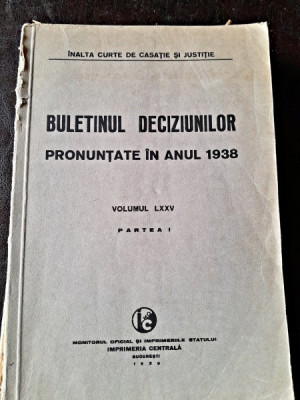 ÎNALTA CURTE DE CASAȚIE ȘI JUSTIȚIE
BULETINUL DECIZIUNILOR
PRONUNȚATE ÎN ANUL 1938
VOLUMUL LXXV
PARTEA I
MONITORUL OFICIAL ȘI IMPRIMERIILE STATULUI
IMPRIMERIA CENTRALĂ
BUCUREȘTI
1939